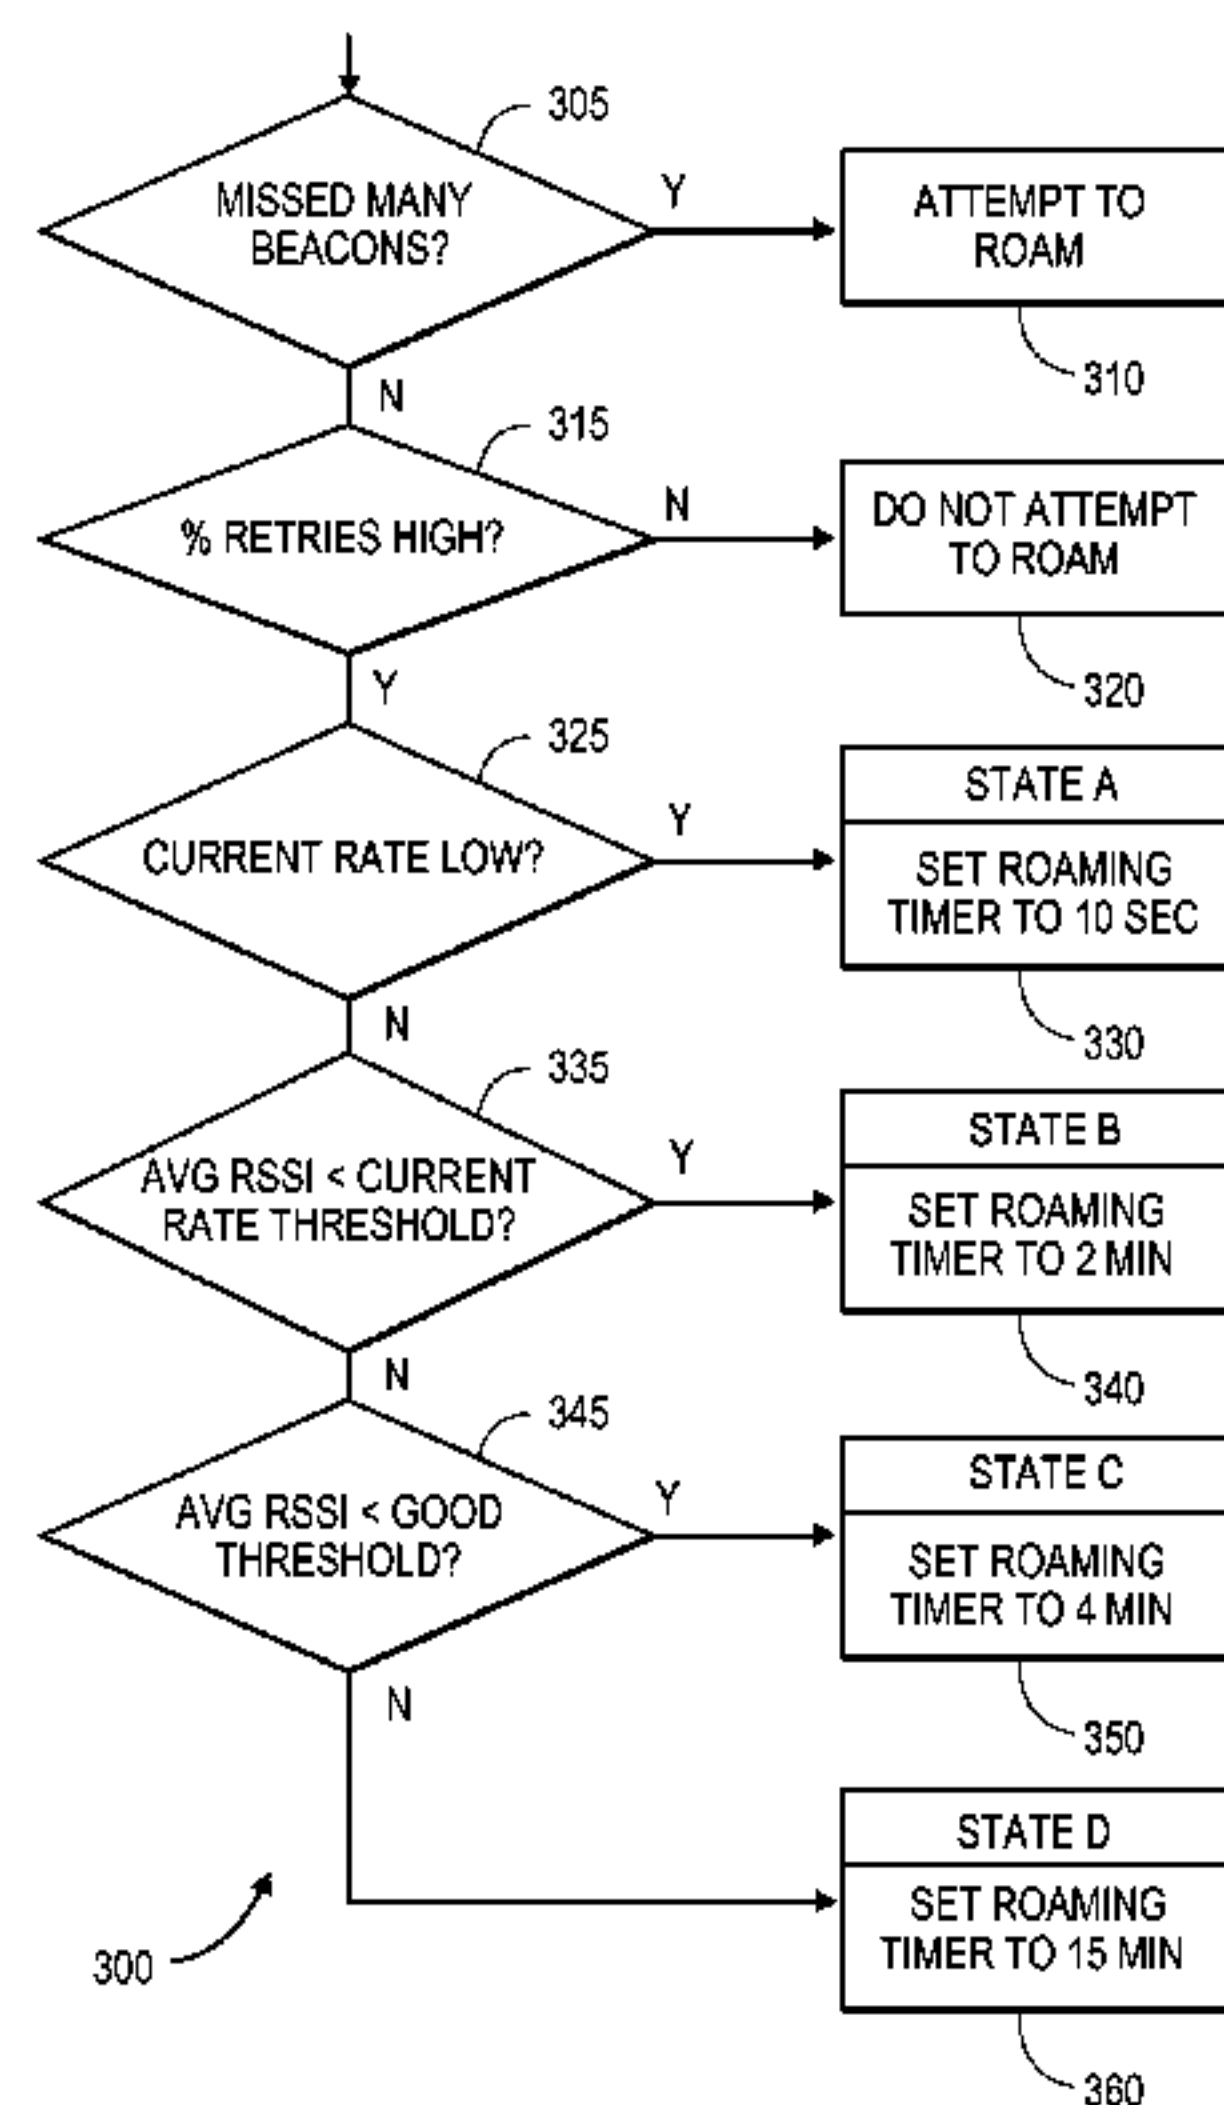 305
MISSED MANY
BEACONS?
Y
ATTEMPT TO
ROAM
310
N
315
% RETRIES HIGH?
N
DO NOT ATTEMPT
TO ROAM
320
Y
325
CURRENT RATE LOW?
Y
STATE A
SET ROAMING
TIMER TO 10 SEC
330
N
335
AVG RSSI < CURRENT
RATE THRESHOLD?
Y
STATE B
SET ROAMING
TIMER TO 2 MIN
340
N
345
AVG RSSI < GOOD
THRESHOLD?
Y
STATE C
SET ROAMING
TIMER TO 4 MIN
350
N
STATE D
SET ROAMING
TIMER TO 15 MIN
360
300